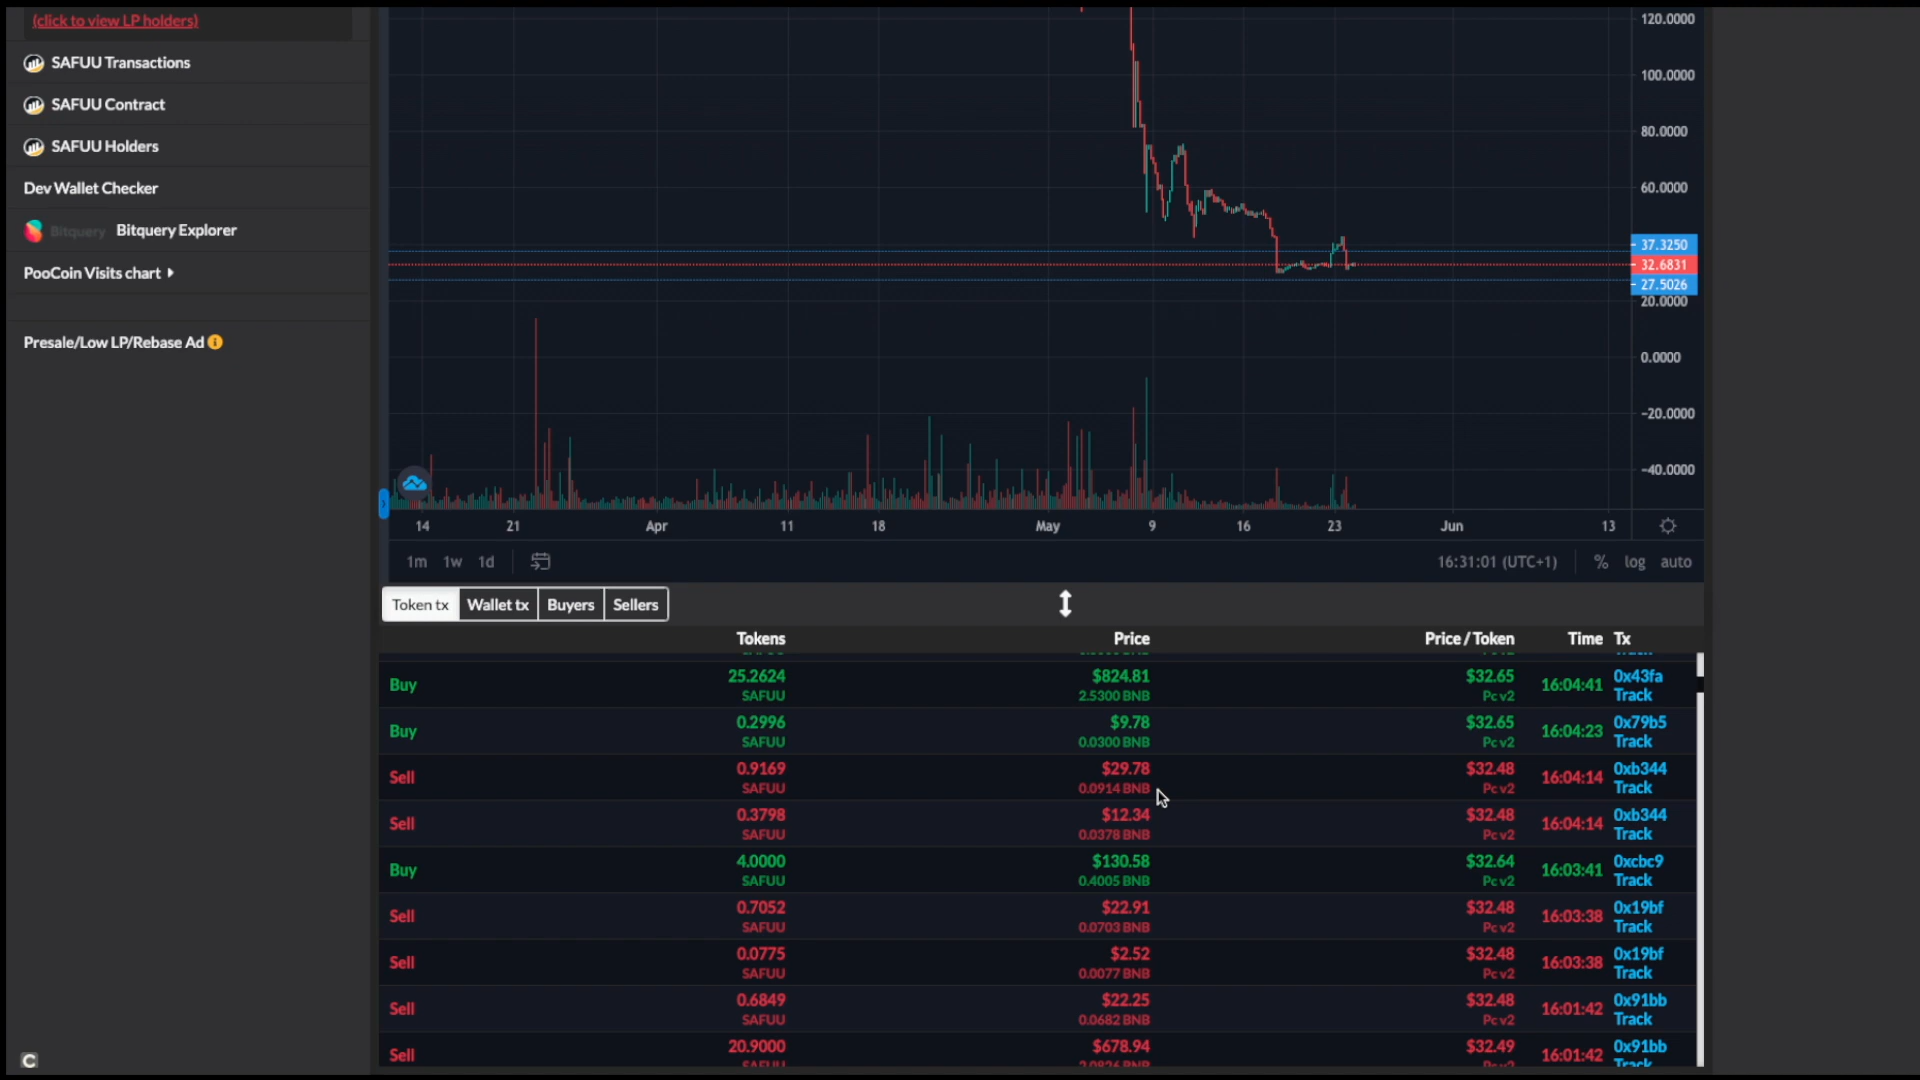 (click to view LP holders)
SAFUU Transactions
SAFUU Contract
SAFUU Holders
Dev Wallet Checker
Bitquery Bitquery Explorer
PooCoin Visits chart
Presale/Low LP/Rebase Ad
120.0000
100.0000
80.0000
60.0000
37.3250
32.6831
27.5026
20.0000
0.0000
-20.0000
-40.0000
14 21 Apr 11 18 May 9 16 23 Jun 13
1m 1w 1d 16:31:01 (UTC+1) % log auto
Token tx Wallet tx Buyers Sellers
Tokens Price Price / Token Time Tx
Buy 25.2624 $824.81 $32.65 16:04:41 0x43fa
SAFUU 2.5300 BNB Pc v2 Track
Buy 0.2996 $9.78 $32.65 16:04:23 0x79b5
SAFUU 0.0300 BNB Pc v2 Track
Sell 0.9169 $29.78 $32.48 16:04:14 0xb344
SAFUU 0.0914 BNB Pc v2 Track
Sell 0.3798 $12.34 $32.48 16:04:14 0xb344
SAFUU 0.0378 BNB Pc v2 Track
Buy 4.0000 $130.58 $32.64 16:03:41 0xcbc9
SAFUU 0.4005 BNB Pc v2 Track
Sell 0.7052 $22.91 $32.48 16:03:38 0x19bf
SAFUU 0.0703 BNB Pc v2 Track
Sell 0.0775 $2.52 $32.48 16:03:38 0x19bf
SAFUU 0.0077 BNB Pc v2 Track
Sell 0.6849 $22.25 $32.48 16:01:42 0x91bb
SAFUU 0.0682 BNB Pc v2 Track
Sell 20.9000 $678.94 $32.49 16:01:42 0x91bb
C